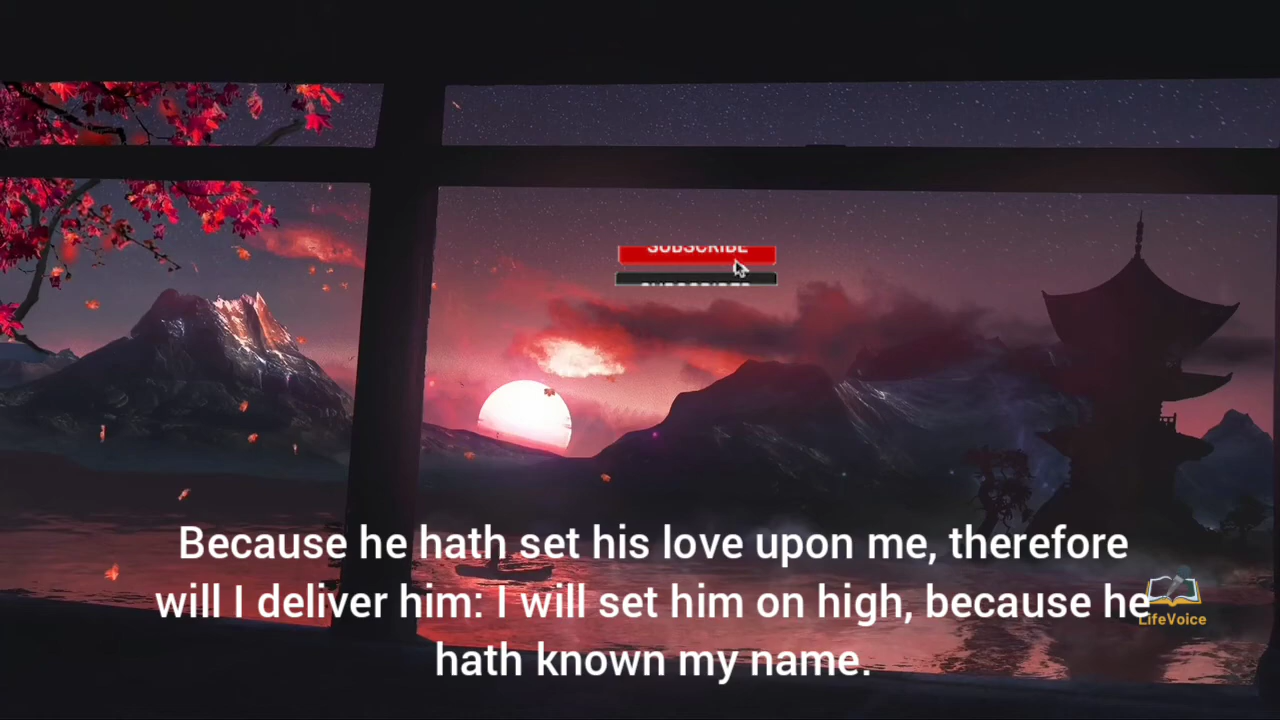 SUBSCRIBE
Because he hath set his love upon me, therefore
will I deliver him: I will set him on high, because he
hath known my name.
LifeVoice